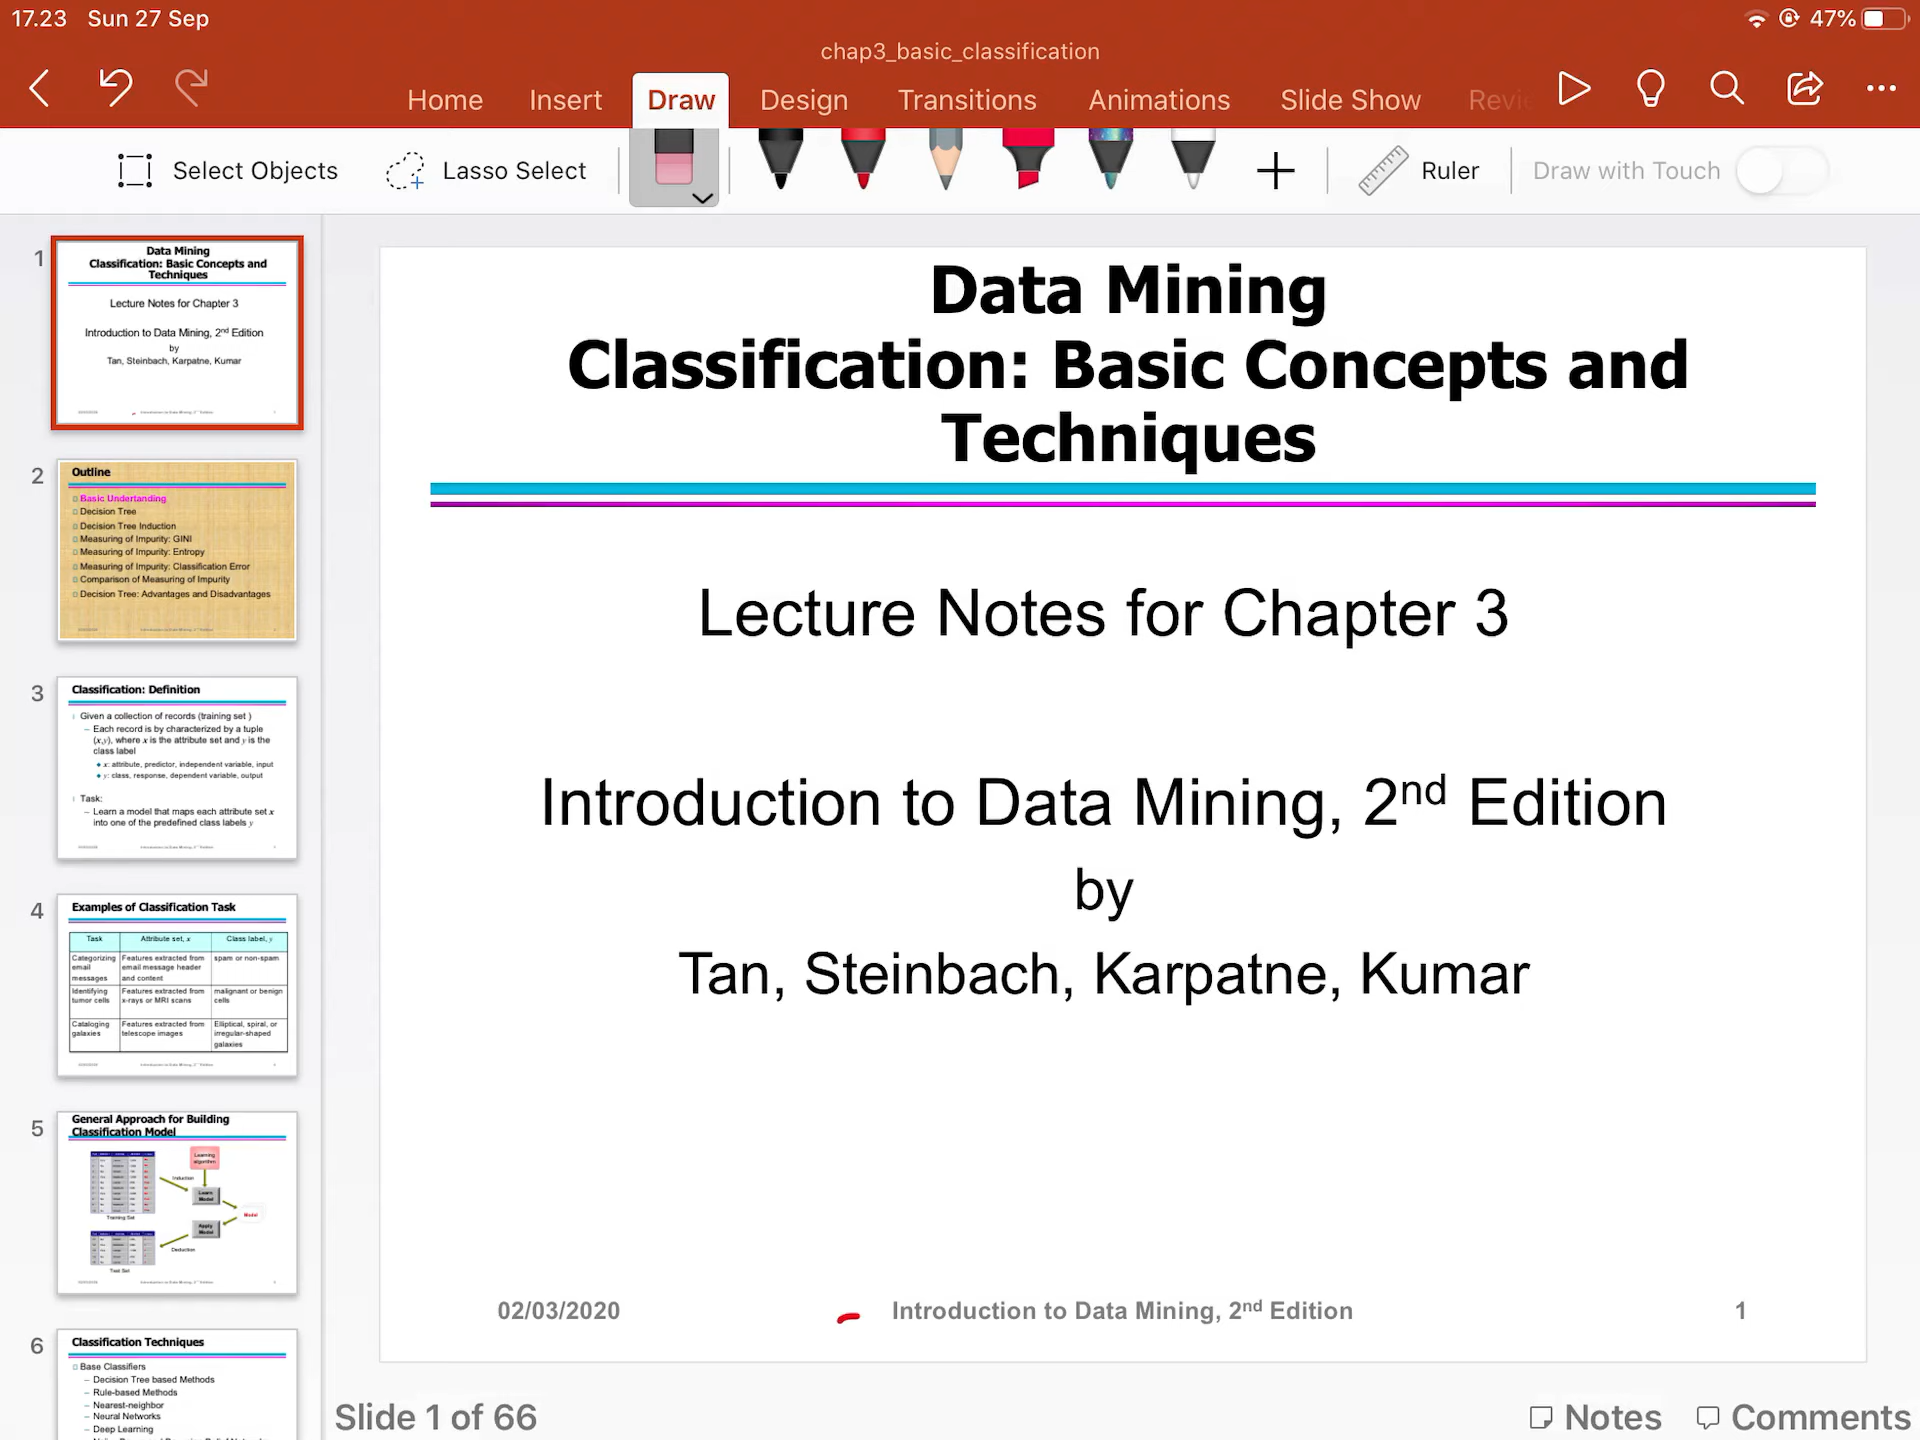 17.23 Sun 27 Sep
47%
chap3_basic_classification
Home Insert Draw Design Transitions Animations Slide Show Revie
Select Objects Lasso Select Ruler Draw with Touch
1
Data Mining
Classification: Basic Concepts and
Techniques
Lecture Notes for Chapter 3
Introduction to Data Mining, 2nd Edition
by
Tan, Steinbach, Karpatne, Kumar
2
Outline
Basic Undertanding
Decision Tree
Decision Tree Induction
Measuring of Impurity: GINI
Measuring of Impurity: Entropy
Measuring of Impurity: Classification Error
Comparison of Measuring of Impurity
Decision Tree: Advantages and Disadvantages
3
Classification: Definition
Given a collection of records (training set )
– Each record is by characterized by a tuple
(x,y), where x is the attribute set and y is the
class label
x: attribute, predictor, independent variable, input
y: class, response, dependent variable, output
Task:
– Learn a model that maps each attribute set x
into one of the predefined class labels y
4
Examples of Classification Task
Task Attribute set, x Class label, y
Categorizing email messages Features extracted from email message header and content spam or non-spam
Identifying tumor cells Features extracted from x-rays or MRI scans malignant or benign cells
Cataloging galaxies Features extracted from telescope images Elliptical, spiral, or irregular-shaped galaxies
5
General Approach for Building
Classification Model
Learning
algorithm
Induction
Learn
Model
Training Set
Model
Apply
Model
Deduction
Test Set
6
Classification Techniques
Base Classifiers
– Decision Tree based Methods
– Rule-based Methods
– Nearest-neighbor
– Neural Networks
– Deep Learning
Data Mining
Classification: Basic Concepts and
Techniques
Lecture Notes for Chapter 3
Introduction to Data Mining, 2nd Edition
by
Tan, Steinbach, Karpatne, Kumar
02/03/2020 Introduction to Data Mining, 2nd Edition 1
Slide 1 of 66
Notes Comments